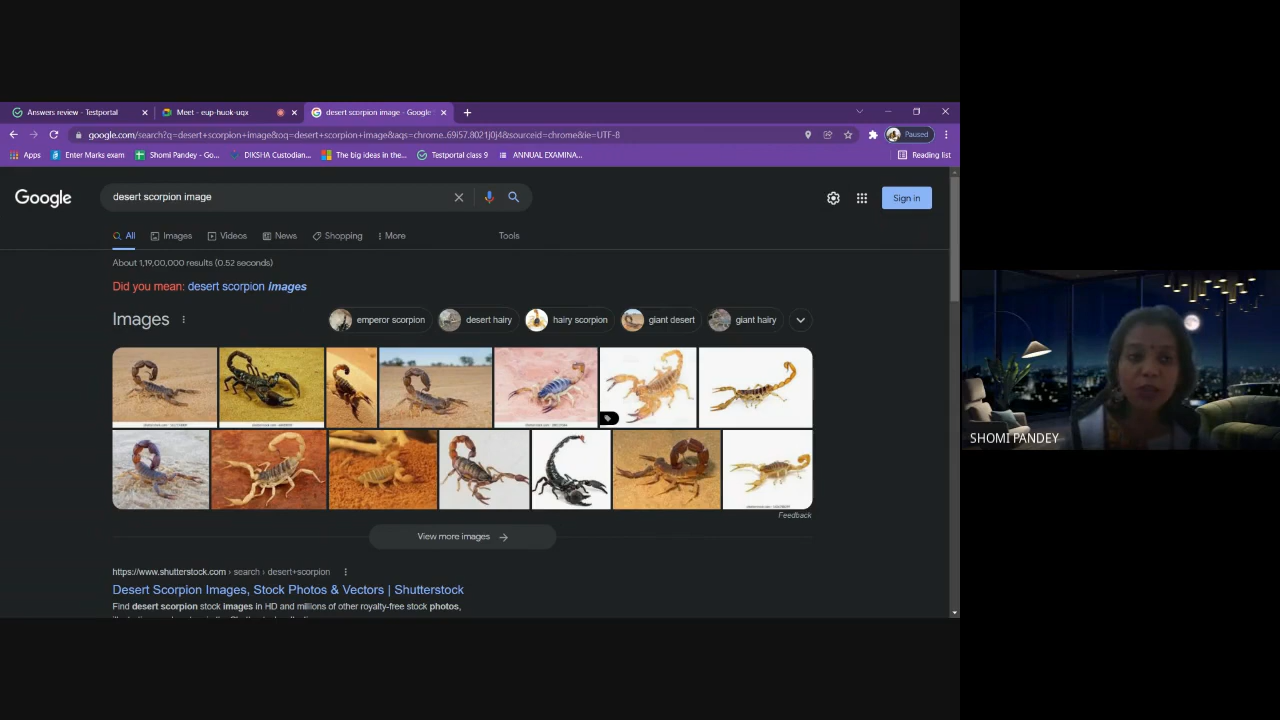 Answers review - Testportal
Meet - eup-huok-uqx
desert scorpion image - Google
google.com/search?q=desert+scorpion+image&oq=desert+scorpion+image&aqs=chrome..69i57.8021j0j4&sourceid=chrome&ie=UTF-8
Paused
Apps
Enter Marks exam
Shomi Pandey - Go...
DIKSHA Custodian...
The big ideas in the...
Testportal class 9
ANNUAL EXAMINA...
Reading list
Google
desert scorpion image
Sign in
All
Images
Videos
News
Shopping
More
Tools
About 1,19,00,000 results (0.52 seconds)
Did you mean: desert scorpion images
Images
emperor scorpion
desert hairy
hairy scorpion
giant desert
giant hairy
Feedback
View more images
https://www.shutterstock.com › search › desert+scorpion
Desert Scorpion Images, Stock Photos & Vectors | Shutterstock
Find desert scorpion stock images in HD and millions of other royalty-free stock photos,
SHOMI PANDEY